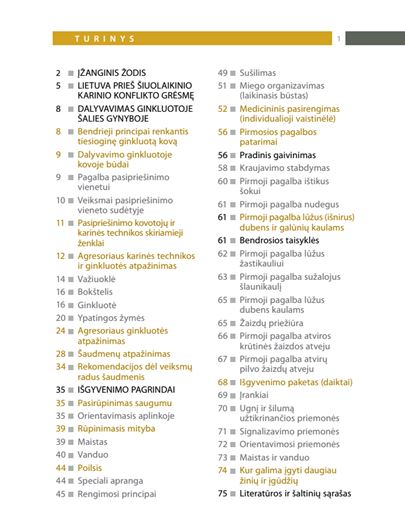 TURINYS
1
2 ■ ĮŽANGINIS ŽODIS
5 ■ LIETUVA PRIEŠ ŠIUOLAIKINIO
KARINIO KONFLIKTO GRĖSMĘ
8 ■ DALYVAVIMAS GINKLUOTOJE
ŠALIES GYNYBOJE
8 ■ Bendrieji principai renkantis
tiesioginę ginkluotą kovą
9 ■ Dalyvavimo ginkluotoje
kovoje būdai
9 ■ Pagalba pasipriešinimo
vienetui
10 ■ Veiksmai pasipriešinimo
vieneto sudėtyje
11 ■ Pasipriešinimo kovotojų ir
karinės technikos skiriamieji
ženklai
12 ■ Agresoriaus karinės technikos
ir ginkluotės atpažinimas
14 ■ Važiuoklė
16 ■ Bokštelis
16 ■ Ginkluotė
20 ■ Ypatingos žymės
24 ■ Agresoriaus ginkluotės
atpažinimas
28 ■ Šaudmenų atpažinimas
34 ■ Rekomendacijos dėl veiksmų
radus šaudmenis
35 ■ IŠGYVENIMO PAGRINDAI
35 ■ Pasirūpinimas saugumu
35 ■ Orientavimasis aplinkoje
39 ■ Rūpinimasis mityba
39 ■ Maistas
40 ■ Vanduo
44 ■ Poilsis
44 ■ Speciali apranga
45 ■ Rengimosi principai
49 ■ Sušilimas
51 ■ Miego organizavimas
(laikinasis būstas)
52 ■ Medicininis pasirengimas
(individualioji vaistinėlė)
56 ■ Pirmosios pagalbos
patarimai
56 ■ Pradinis gaivinimas
58 ■ Kraujavimo stabdymas
60 ■ Pirmoji pagalba ištikus
šokui
61 ■ Pirmoji pagalba nudegus
61 ■ Pirmoji pagalba lūžus (išnirus)
dubens ir galūnių kaulams
61 ■ Bendrosios taisyklės
62 ■ Pirmoji pagalba lūžus
žastikauliui
63 ■ Pirmoji pagalba sužalojus
šlaunikaulį
65 ■ Pirmoji pagalba lūžus
dubens kaulams
65 ■ Žaizdų priežiūra
66 ■ Pirmoji pagalba atviros
krūtinės žaizdos atveju
67 ■ Pirmoji pagalba atvirų
pilvo žaizdų atveju
68 ■ Išgyvenimo paketas (daiktai)
69 ■ Įrankiai
70 ■ Ugnį ir šilumą
užtikrinančios priemonės
71 ■ Signalizavimo priemonės
72 ■ Orientavimosi priemonės
73 ■ Maistas ir vanduo
74 ■ Kur galima įgyti daugiau
žinių ir įgūdžių
75 ■ Literatūros ir šaltinių sąrašas